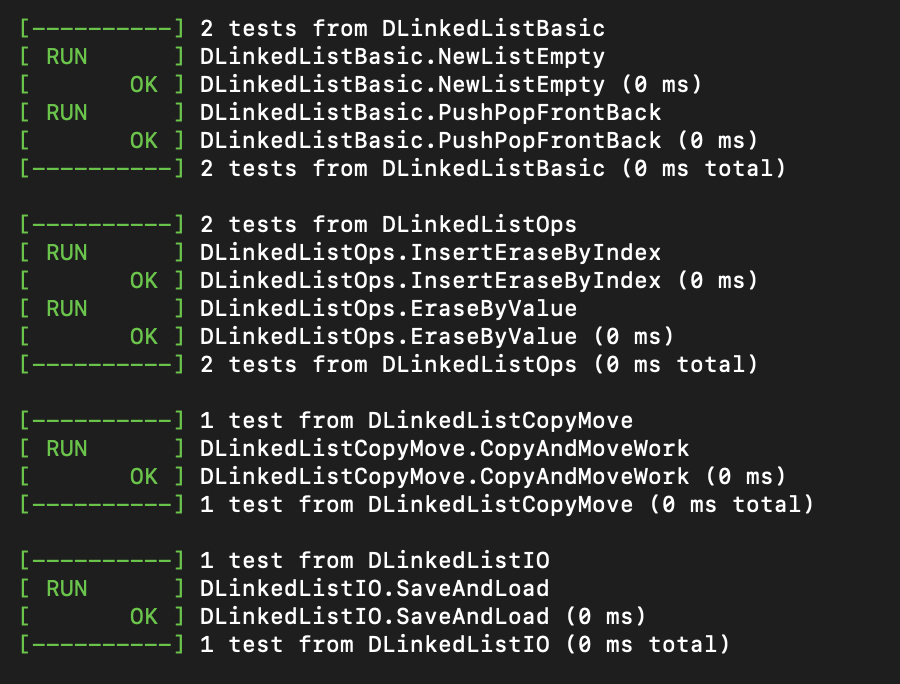 [----------] 2 tests from DLinkedListBasic
[ RUN      ] DLinkedListBasic.NewListEmpty
[       OK ] DLinkedListBasic.NewListEmpty (0 ms)
[ RUN      ] DLinkedListBasic.PushPopFrontBack
[       OK ] DLinkedListBasic.PushPopFrontBack (0 ms)
[----------] 2 tests from DLinkedListBasic (0 ms total)

[----------] 2 tests from DLinkedListOps
[ RUN      ] DLinkedListOps.InsertEraseByIndex
[       OK ] DLinkedListOps.InsertEraseByIndex (0 ms)
[ RUN      ] DLinkedListOps.EraseByValue
[       OK ] DLinkedListOps.EraseByValue (0 ms)
[----------] 2 tests from DLinkedListOps (0 ms total)

[----------] 1 test from DLinkedListCopyMove
[ RUN      ] DLinkedListCopyMove.CopyAndMoveWork
[       OK ] DLinkedListCopyMove.CopyAndMoveWork (0 ms)
[----------] 1 test from DLinkedListCopyMove (0 ms total)

[----------] 1 test from DLinkedListIO
[ RUN      ] DLinkedListIO.SaveAndLoad
[       OK ] DLinkedListIO.SaveAndLoad (0 ms)
[----------] 1 test from DLinkedListIO (0 ms total)